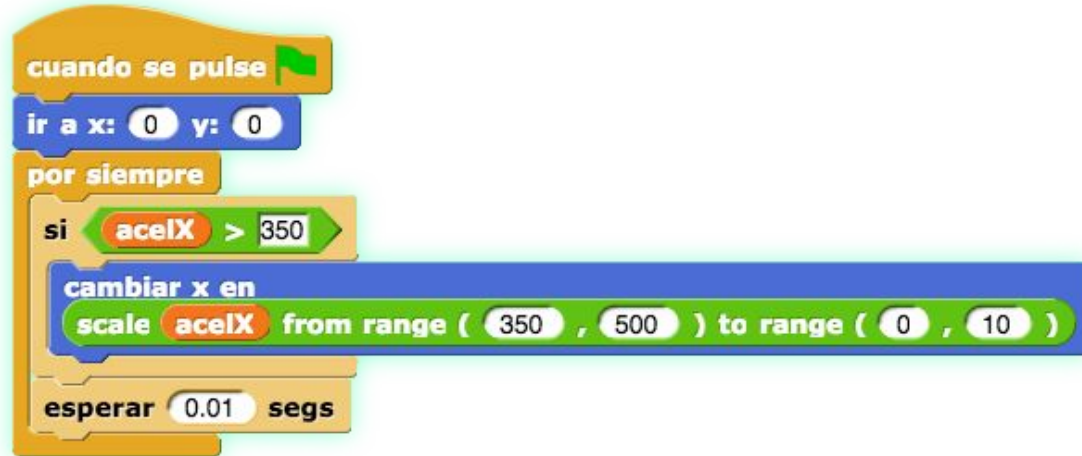 cuando se pulse
ir a x: 0 y: 0
por siempre
si acelX > 350
cambiar x en
scale acelX from range ( 350 , 500 ) to range ( 0 , 10 )
esperar 0.01 segs